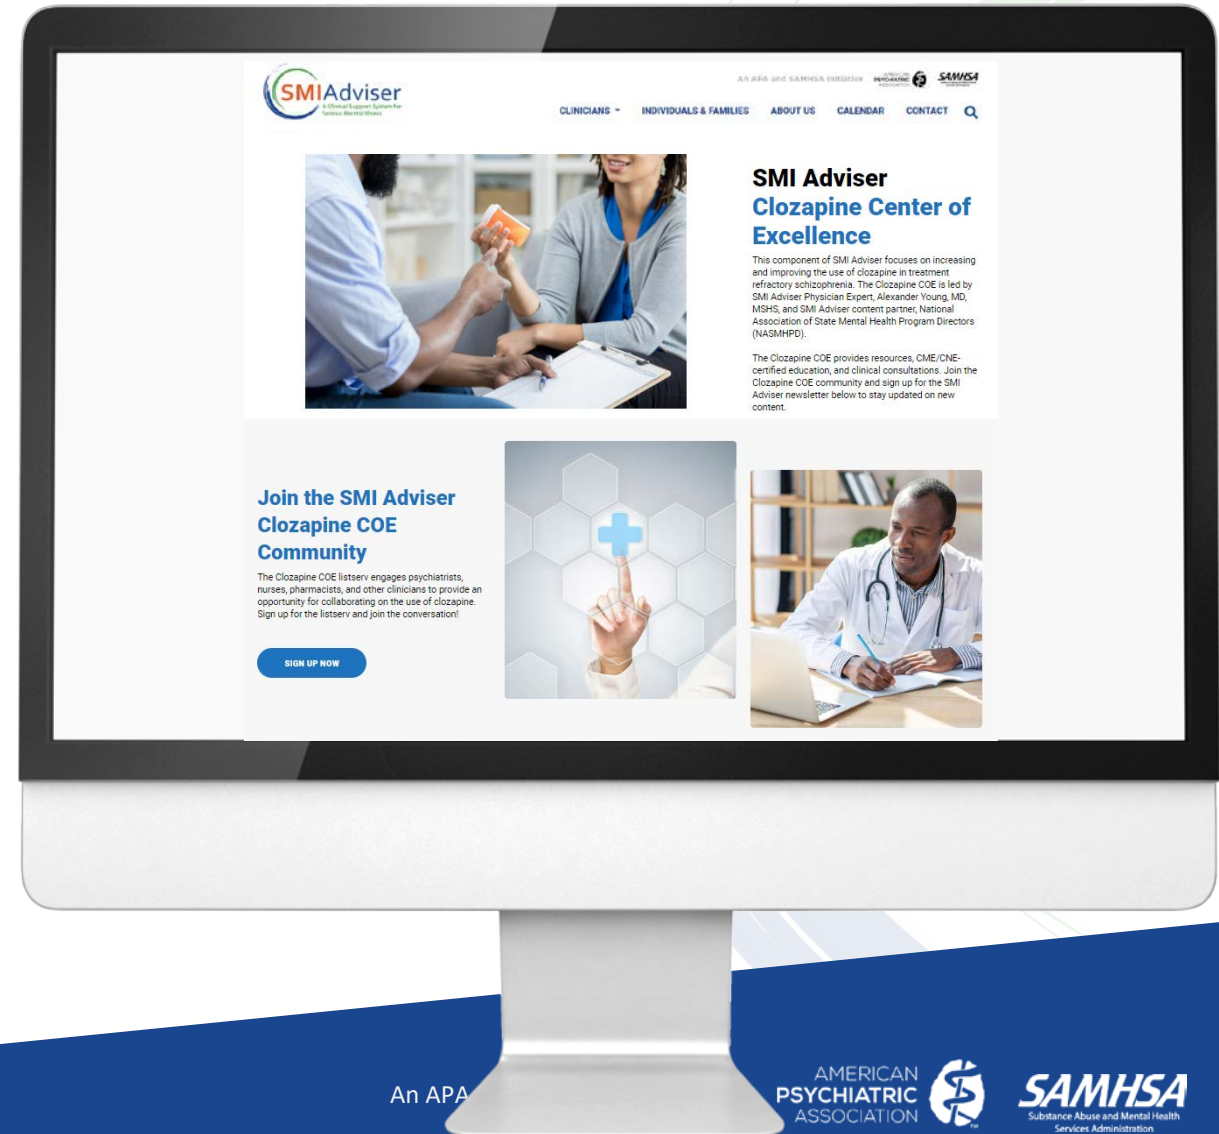 SMIAdviser
A Clinical Support System for
Serious Mental Illness
An APA and SAMHSA Initiative
AMERICAN
PSYCHIATRIC
ASSOCIATION
SAMHSA
CLINICIANS
INDIVIDUALS & FAMILIES
ABOUT US
CALENDAR
CONTACT
SMI Adviser
Clozapine Center of
Excellence
This component of SMI Adviser focuses on increasing
and improving the use of clozapine in treatment
refractory schizophrenia. The Clozapine COE is led by
SMI Adviser Physician Expert, Alexander Young, MD,
MSHS, and SMI Adviser content partner, National
Association of State Mental Health Program Directors
(NASMHPD).
The Clozapine COE provides resources, CME/CNE-
certified education, and clinical consultations. Join the
Clozapine COE community and sign up for the SMI
Adviser newsletter below to stay updated on new
content.
Join the SMI Adviser
Clozapine COE
Community
The Clozapine COE listserv engages psychiatrists,
nurses, pharmacists, and other clinicians to provide an
opportunity for collaborating on the use of clozapine.
Sign up for the listserv and join the conversation!
SIGN UP NOW
An APA
AMERICAN
PSYCHIATRIC
ASSOCIATION
TM
SAMHSA
Substance Abuse and Mental Health
Services Administration